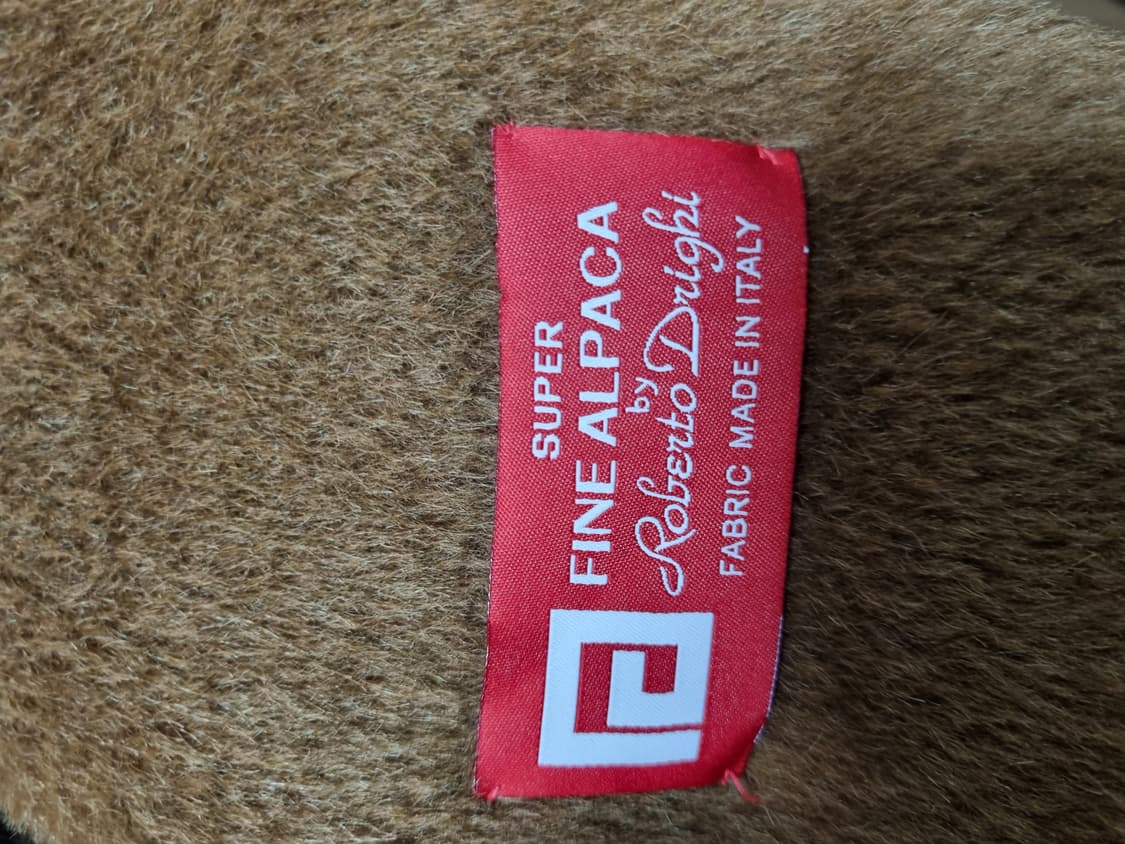 SUPER
FINE ALPACA
by
Roberto Drighi
FABRIC MADE IN ITALY